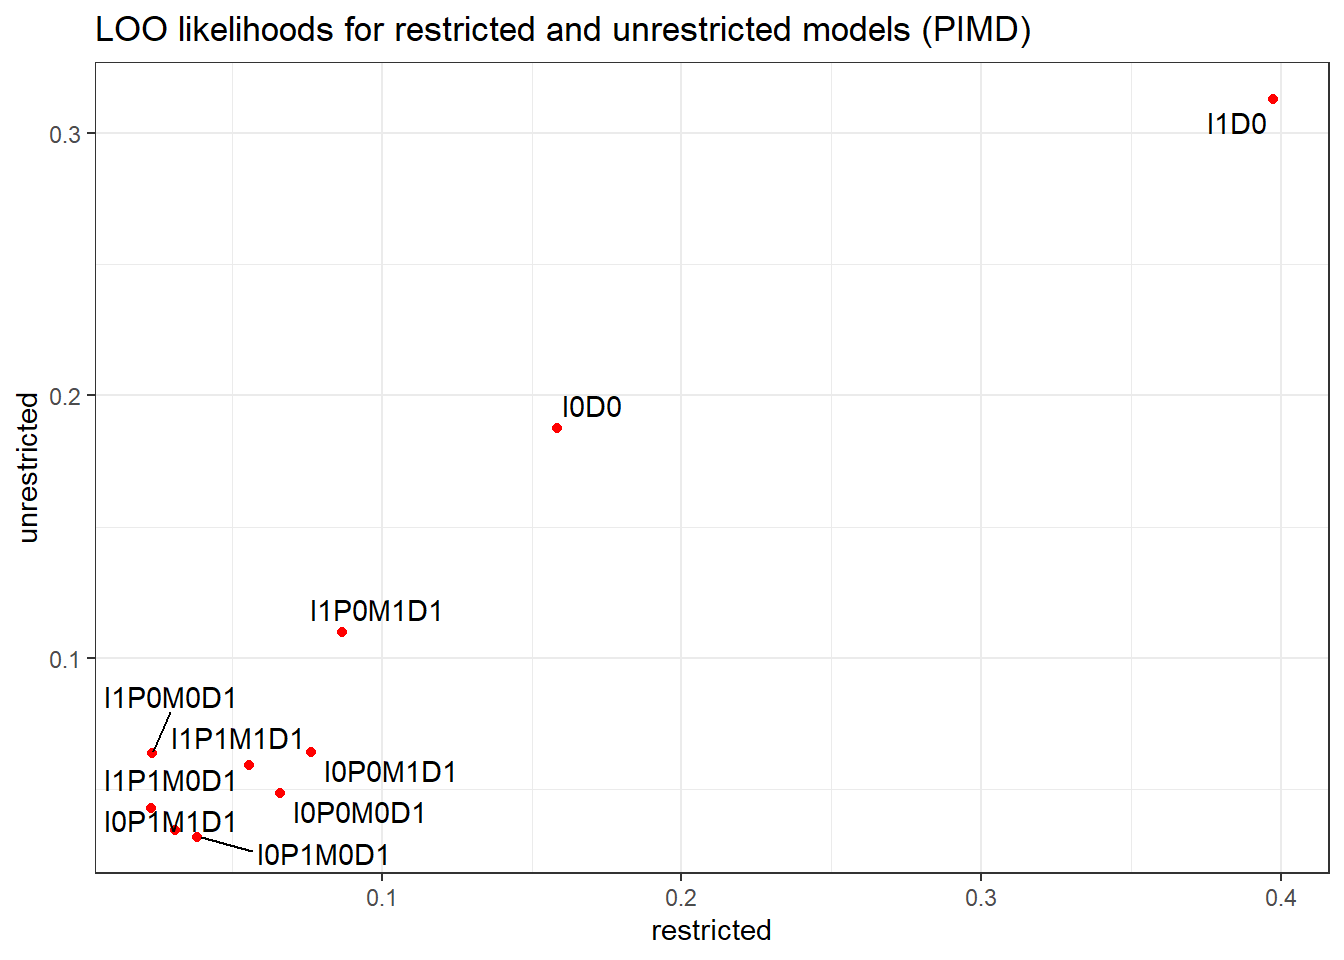 LOO likelihoods for restricted and unrestricted models (PIMD)
unrestricted
0.3
0.2
0.1
I1D0
I0D0
I1P0M1D1
I1P0M0D1
I1P1M1D1
I0P0M1D1
I1P1M0D1
I0P0M0D1
I0P1M1D1
I0P1M0D1
0.1 0.2 0.3 0.4
restricted